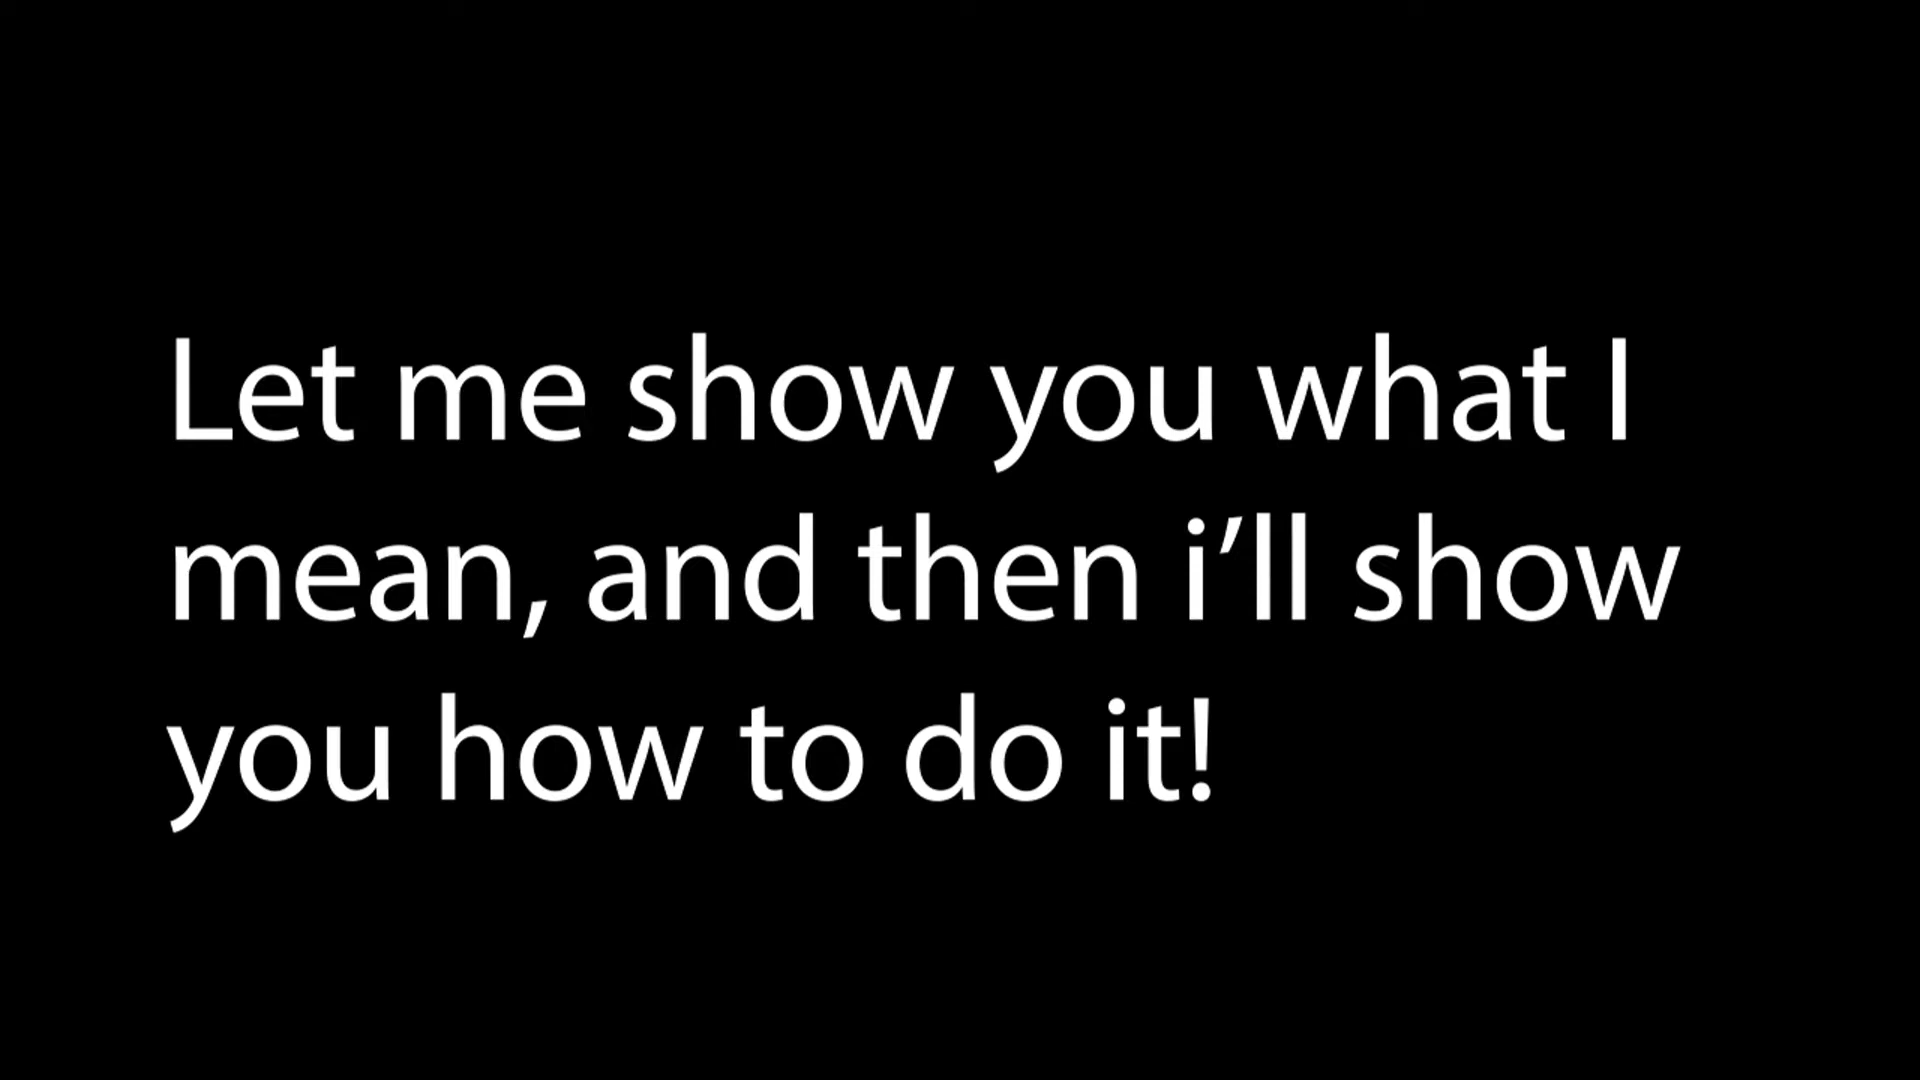 Let me show you what I
mean, and then i’ll show
you how to do it!